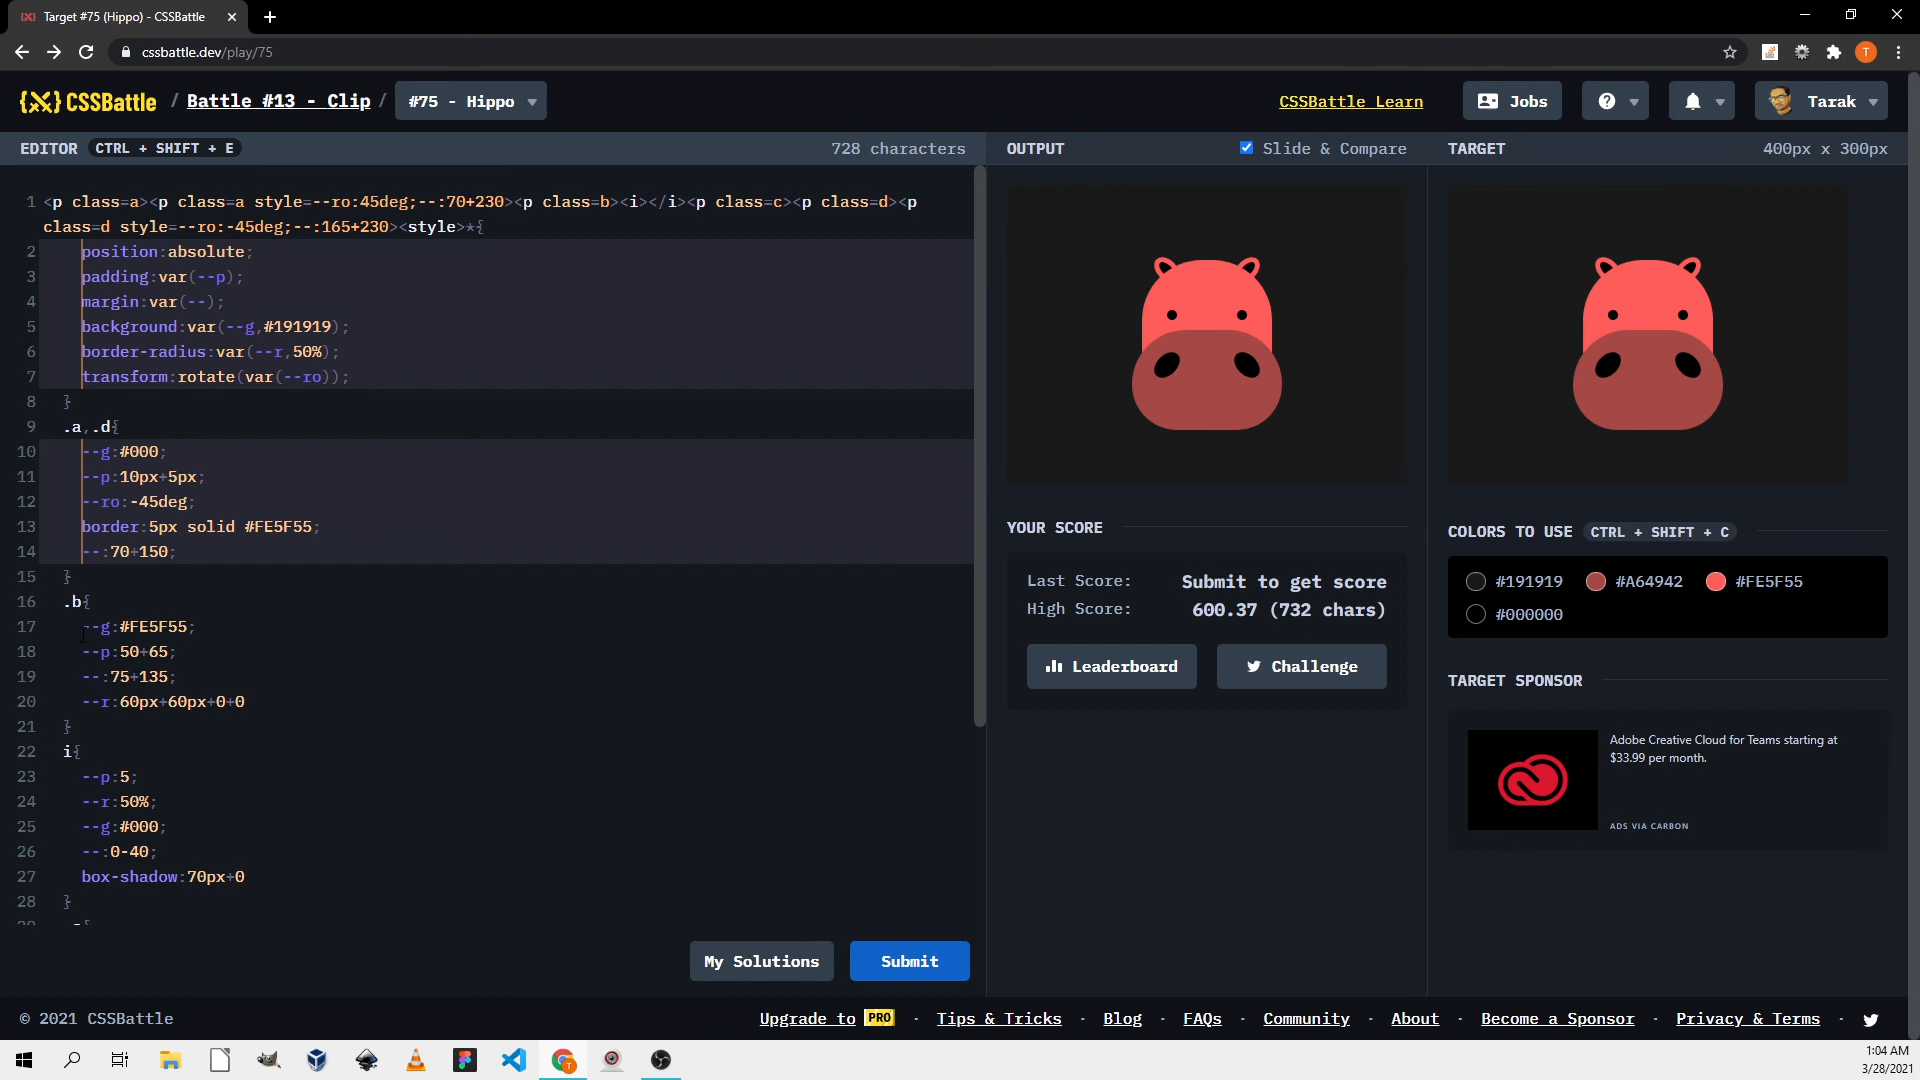 Target #75 (Hippo) - CSSBattle
cssbattle.dev/play/75
CSSBattle / Battle #13 - Clip / #75 - Hippo
CSSBattle Learn
Jobs
Tarak
EDITOR CTRL + SHIFT + E
728 characters
OUTPUT
Slide & Compare
TARGET
400px x 300px
1 <p class=a><p class=a style=--ro:45deg;--:70+230><p class=b><i></i><p class=c><p class=d><p
class=d style=--ro:-45deg;--:165+230><style>*{
2 position:absolute;
3 padding:var(--p);
4 margin:var(--);
5 background:var(--g,#191919);
6 border-radius:var(--r,50%);
7 transform:rotate(var(--ro));
8 }
9 .a,.d{
10 --g:#000;
11 --p:10px+5px;
12 --ro:-45deg;
13 border:5px solid #FE5F55;
14 --:70+150;
15 }
16 .b{
17 --g:#FE5F55;
18 --p:50+65;
19 --:75+135;
20 --r:60px+60px+0+0
21 }
22 i{
23 --p:5;
24 --r:50%;
25 --g:#000;
26 --:0-40;
27 box-shadow:70px+0
28 }
My Solutions
Submit
YOUR SCORE
Last Score: Submit to get score
High Score: 600.37 (732 chars)
Leaderboard
Challenge
COLORS TO USE CTRL + SHIFT + C
#191919 #A64942 #FE5F55
#000000
TARGET SPONSOR
Adobe Creative Cloud for Teams starting at
$33.99 per month.
ADS VIA CARBON
© 2021 CSSBattle
Upgrade to PRO · Tips & Tricks · Blog · FAQs · Community · About · Become a Sponsor · Privacy & Terms ·
1:04 AM
3/28/2021